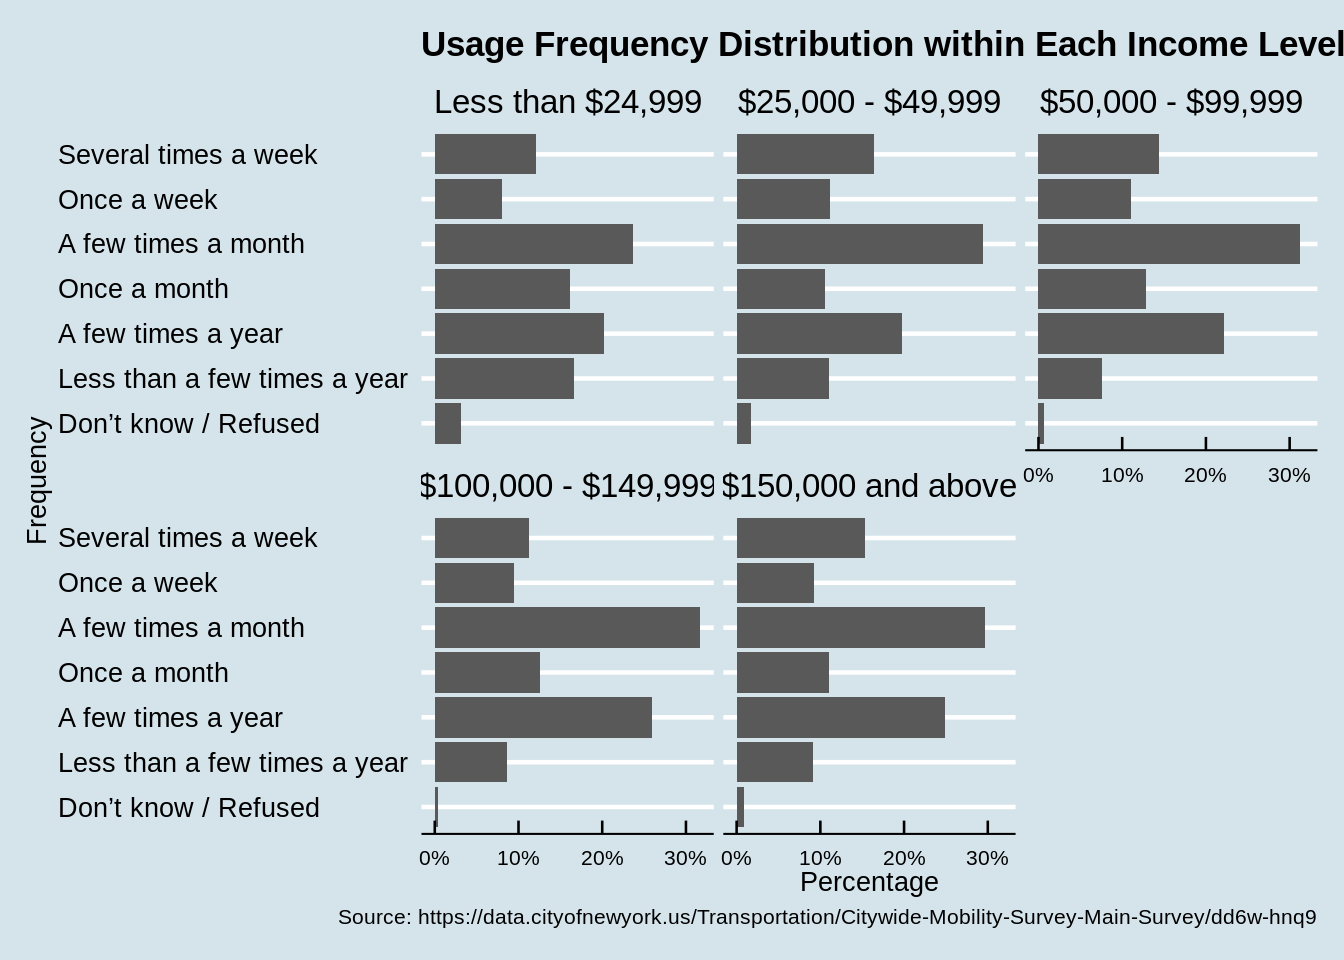 Usage Frequency Distribution within Each Income Level
Less than $24,999
$25,000 - $49,999
$50,000 - $99,999
Several times a week
Once a week
A few times a month
Once a month
A few times a year
Less than a few times a year
Don’t know / Refused
0% 10% 20% 30%
Frequency
$100,000 - $149,999
$150,000 and above
Several times a week
Once a week
A few times a month
Once a month
A few times a year
Less than a few times a year
Don’t know / Refused
0% 10% 20% 30%
0% 10% 20% 30%
Percentage
Source: https://data.cityofnewyork.us/Transportation/Citywide-Mobility-Survey-Main-Survey/dd6w-hnq9